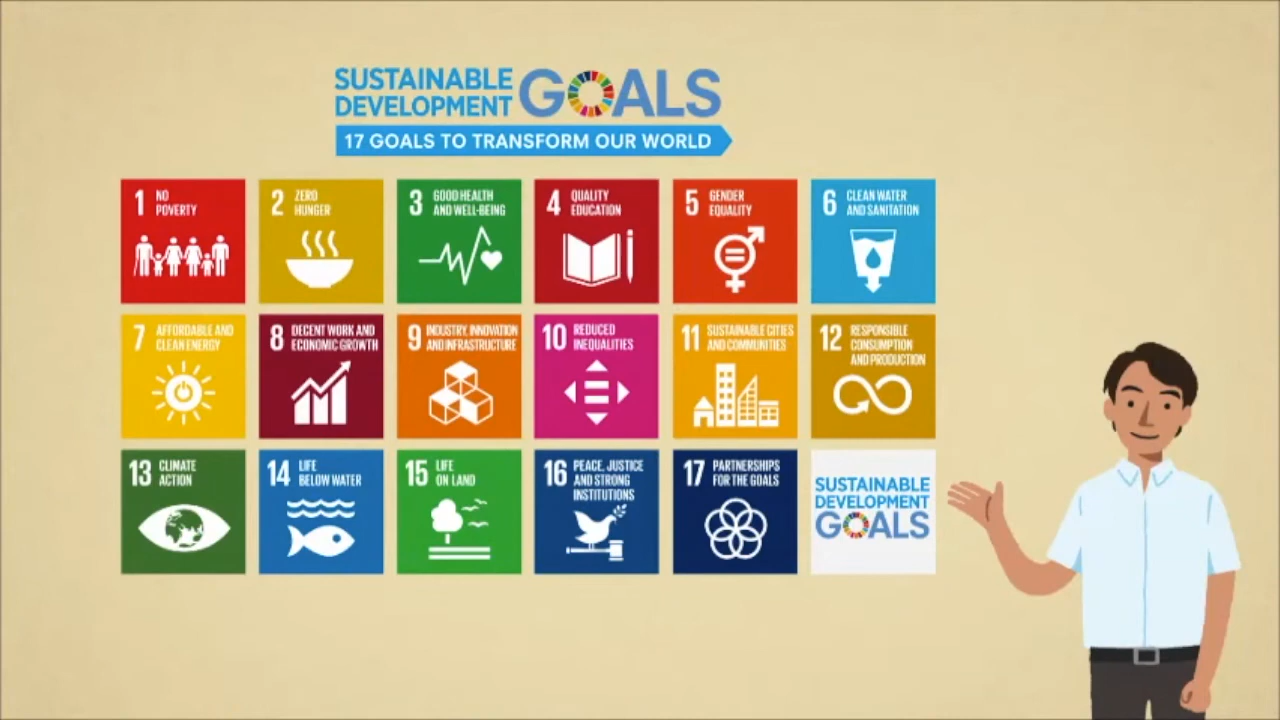 SUSTAINABLE
DEVELOPMENT
GOALS
17 GOALS TO TRANSFORM OUR WORLD
1 NO
POVERTY
2 ZERO
HUNGER
3 GOOD HEALTH
AND WELL-BEING
4 QUALITY
EDUCATION
5 GENDER
EQUALITY
6 CLEAN WATER
AND SANITATION
7 AFFORDABLE AND
CLEAN ENERGY
8 DECENT WORK AND
ECONOMIC GROWTH
9 INDUSTRY, INNOVATION
AND INFRASTRUCTURE
10 REDUCED
INEQUALITIES
11 SUSTAINABLE CITIES
AND COMMUNITIES
12 RESPONSIBLE
CONSUMPTION
AND PRODUCTION
13 CLIMATE
ACTION
14 LIFE
BELOW WATER
15 LIFE
ON LAND
16 PEACE, JUSTICE
AND STRONG
INSTITUTIONS
17 PARTNERSHIPS
FOR THE GOALS
SUSTAINABLE
DEVELOPMENT
GOALS